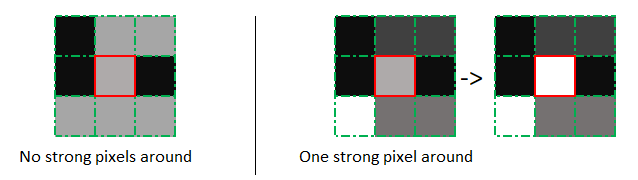 ->
No strong pixels around
One strong pixel around